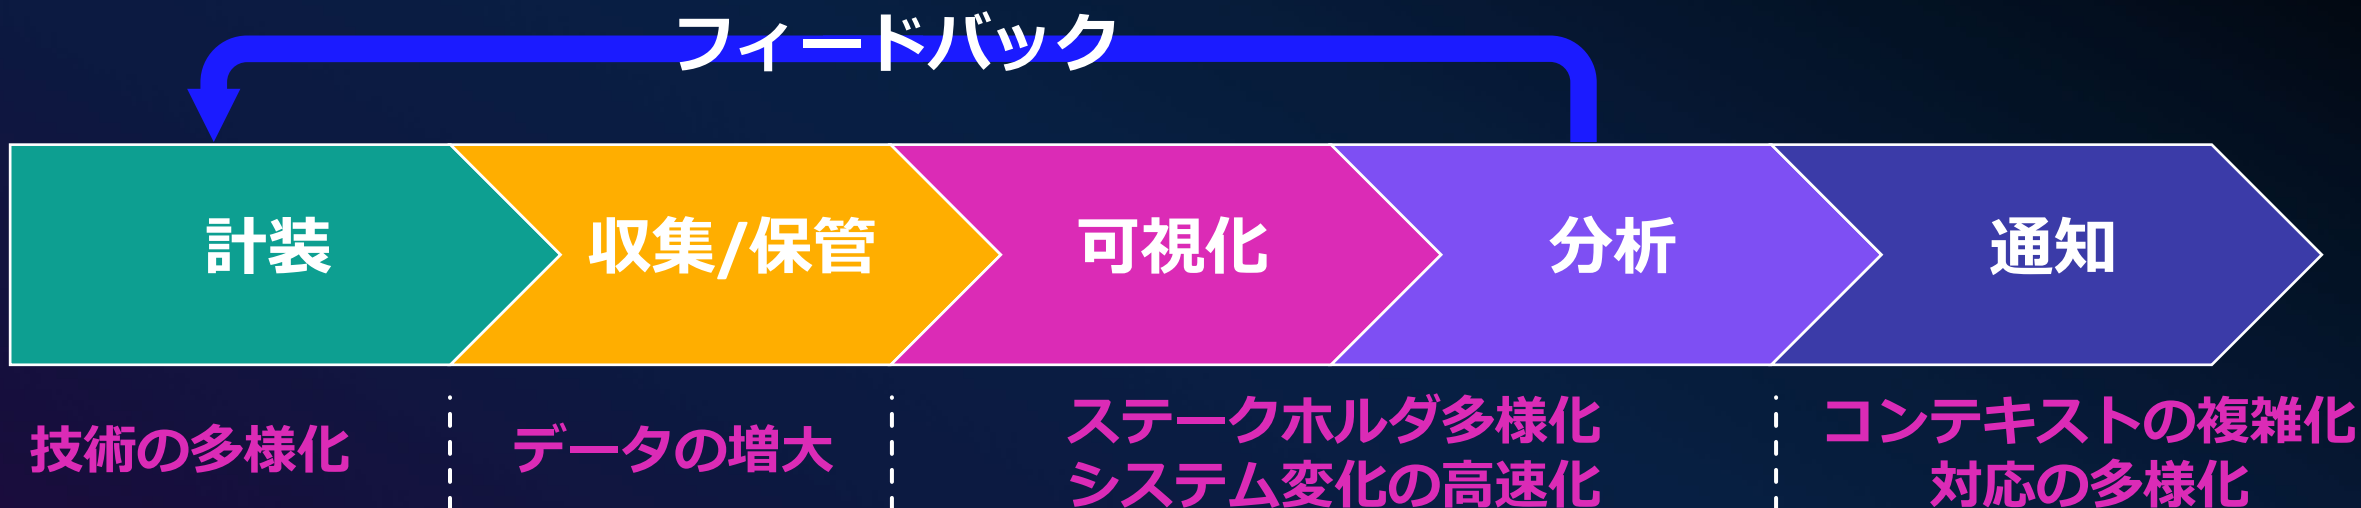 フィードバック
計装
収集/保管
可視化
分析
通知
技術の多様化
データの増大
ステークホルダ多様化
システム変化の高速化
コンテキストの複雑化
対応の多様化